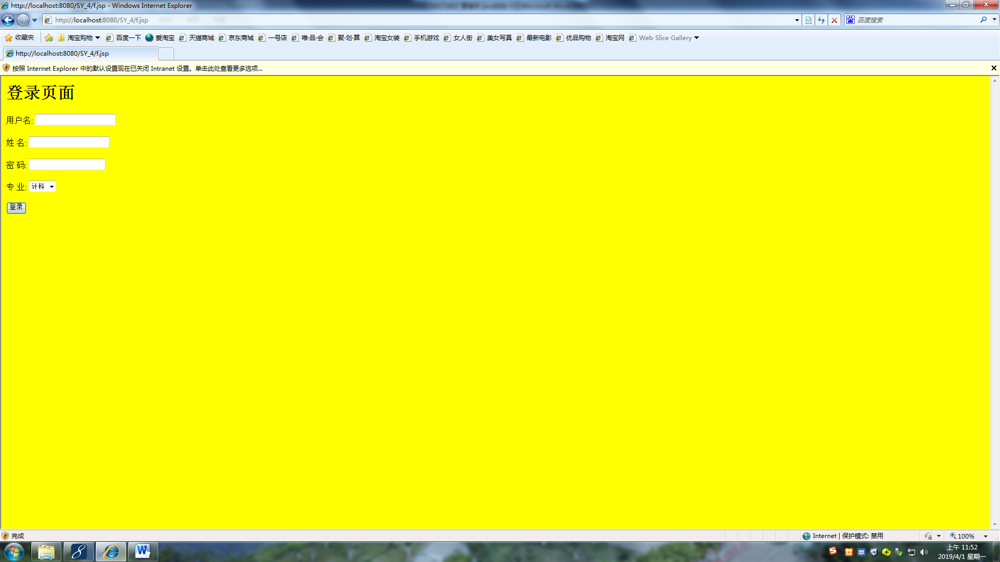 http://localhost:8080/SY_4/f.jsp - Windows Internet Explorer
http://localhost:8080/SY_4/f.jsp
百度搜索
收藏夹 淘宝购物 百度一下 爱淘宝 天猫商城 京东商城 一号店 唯·品·会 聚·划·算 淘宝女装 手机游戏 女人街 美女写真 最新电影 优品购物 淘宝网 Web Slice Gallery
http://localhost:8080/SY_4/f.jsp
按照 Internet Explorer 中的默认设置现在已关闭 Intranet 设置。单击此处查看更多选项...
登录页面
用户名:
姓 名:
密 码:
专 业: 计科
登录
完成
Internet | 保护模式: 禁用
100%
上午 11:52
2019/4/1 星期一